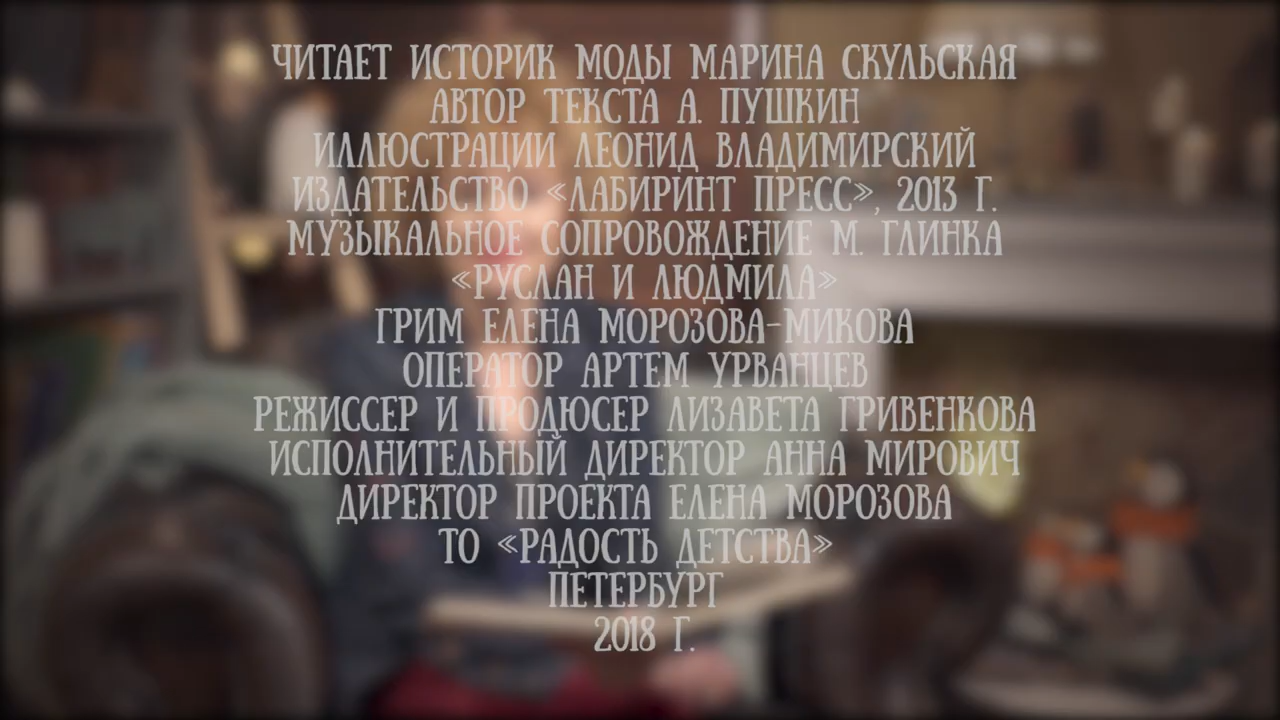 ЧИТАЕТ ИСТОРИК МОДЫ МАРИНА СКУЛЬСКАЯ
АВТОР ТЕКСТА А. ПУШКИН
ИЛЛЮСТРАЦИИ ЛЕОНИД ВЛАДИМИРСКИЙ
ИЗДАТЕЛЬСТВО «ЛАБИРИНТ ПРЕСС», 2013 Г.
МУЗЫКАЛЬНОЕ СОПРОВОЖДЕНИЕ М. ГЛИНКА
«РУСЛАН И ЛЮДМИЛА»
ГРИМ ЕЛЕНА МОРОЗОВА-МИКОВА
ОПЕРАТОР АРТЕМ УРВАНЦЕВ
РЕЖИССЕР И ПРОДЮСЕР ЛИЗАВЕТА ГРИВЕНКОВА
ИСПОЛНИТЕЛЬНЫЙ ДИРЕКТОР АННА МИРОВИЧ
ДИРЕКТОР ПРОЕКТА ЕЛЕНА МОРОЗОВА
ТО «РАДОСТЬ ДЕТСТВА»
ПЕТЕРБУРГ
2018 Г.